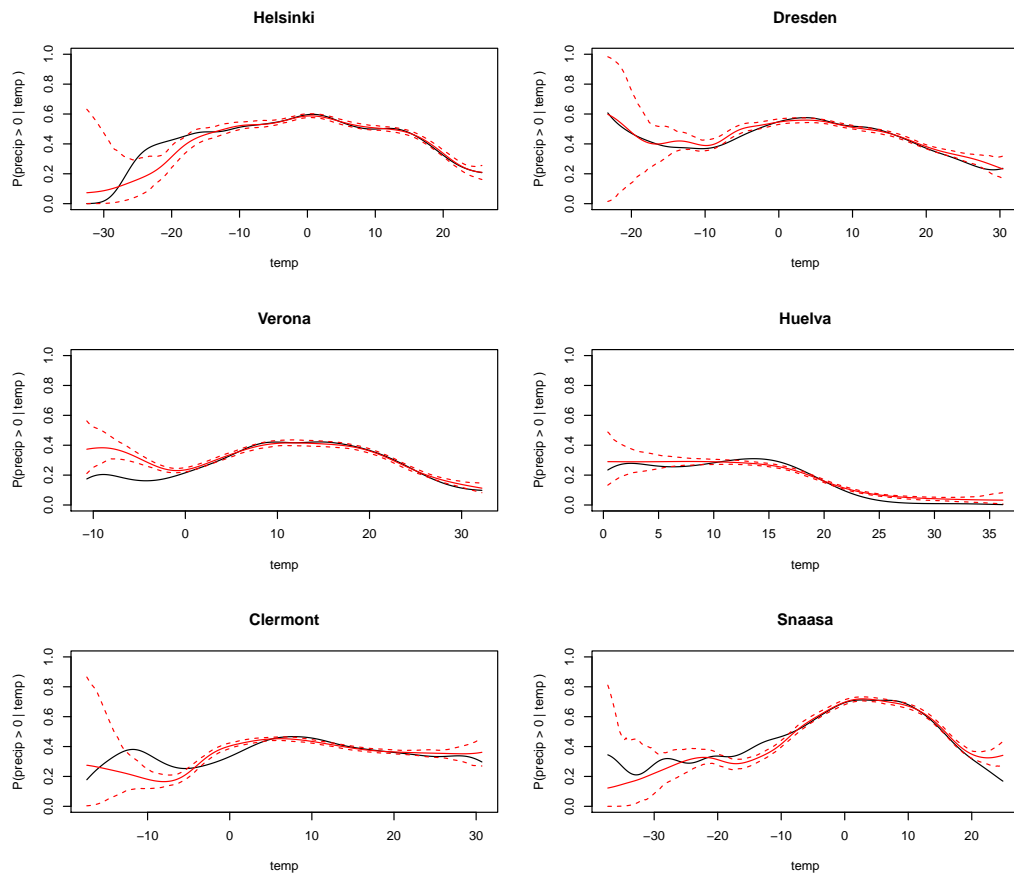 Helsinki
P(precip > 0 | temp )
0.0 0.2 0.4 0.6 0.8 1.0
−30 −20 −10 0 10 20
temp
Dresden
P(precip > 0 | temp )
0.0 0.2 0.4 0.6 0.8 1.0
−20 −10 0 10 20 30
temp
Verona
P(precip > 0 | temp )
0.0 0.2 0.4 0.6 0.8 1.0
−10 0 10 20 30
temp
Huelva
P(precip > 0 | temp )
0.0 0.2 0.4 0.6 0.8 1.0
0 5 10 15 20 25 30 35
temp
Clermont
P(precip > 0 | temp )
0.0 0.2 0.4 0.6 0.8 1.0
−10 0 10 20 30
temp
Snaasa
P(precip > 0 | temp )
0.0 0.2 0.4 0.6 0.8 1.0
−30 −20 −10 0 10 20
temp